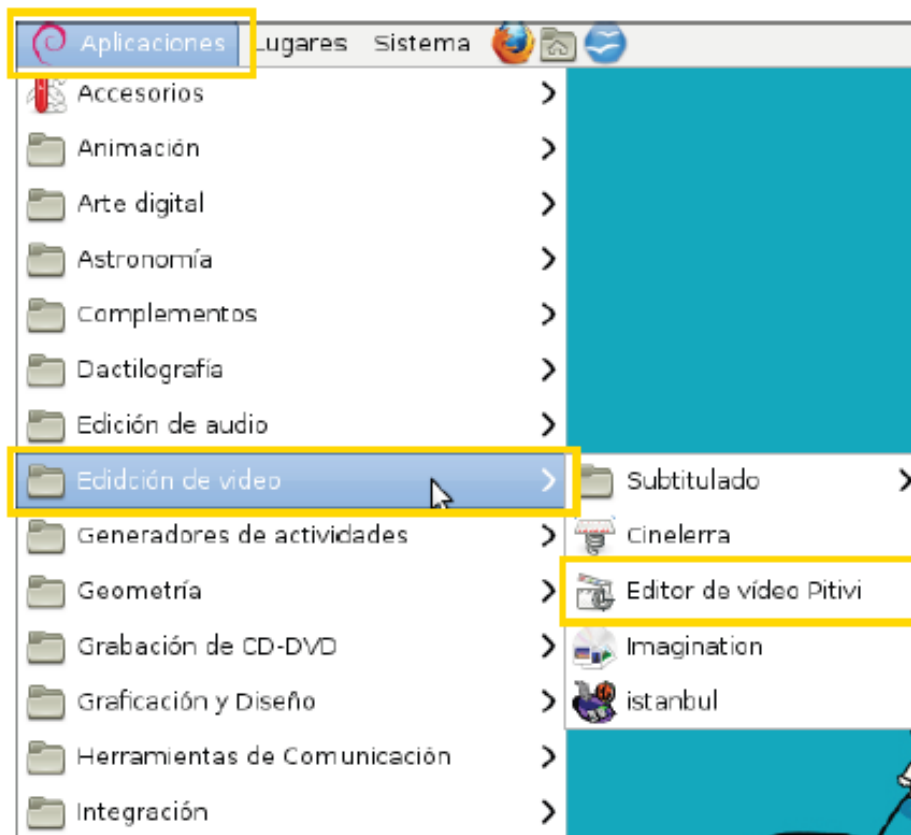 Aplicaciones Lugares Sistema
Accesorios
Animación
Arte digital
Astronomía
Complementos
Dactilografía
Edición de audio
Edidción de video
Subtitulado
Generadores de actividades
Cinelerra
Geometría
Editor de vídeo Pitivi
Grabación de CD-DVD
Imagination
Graficación y Diseño
istanbul
Herramientas de Comunicación
Integración